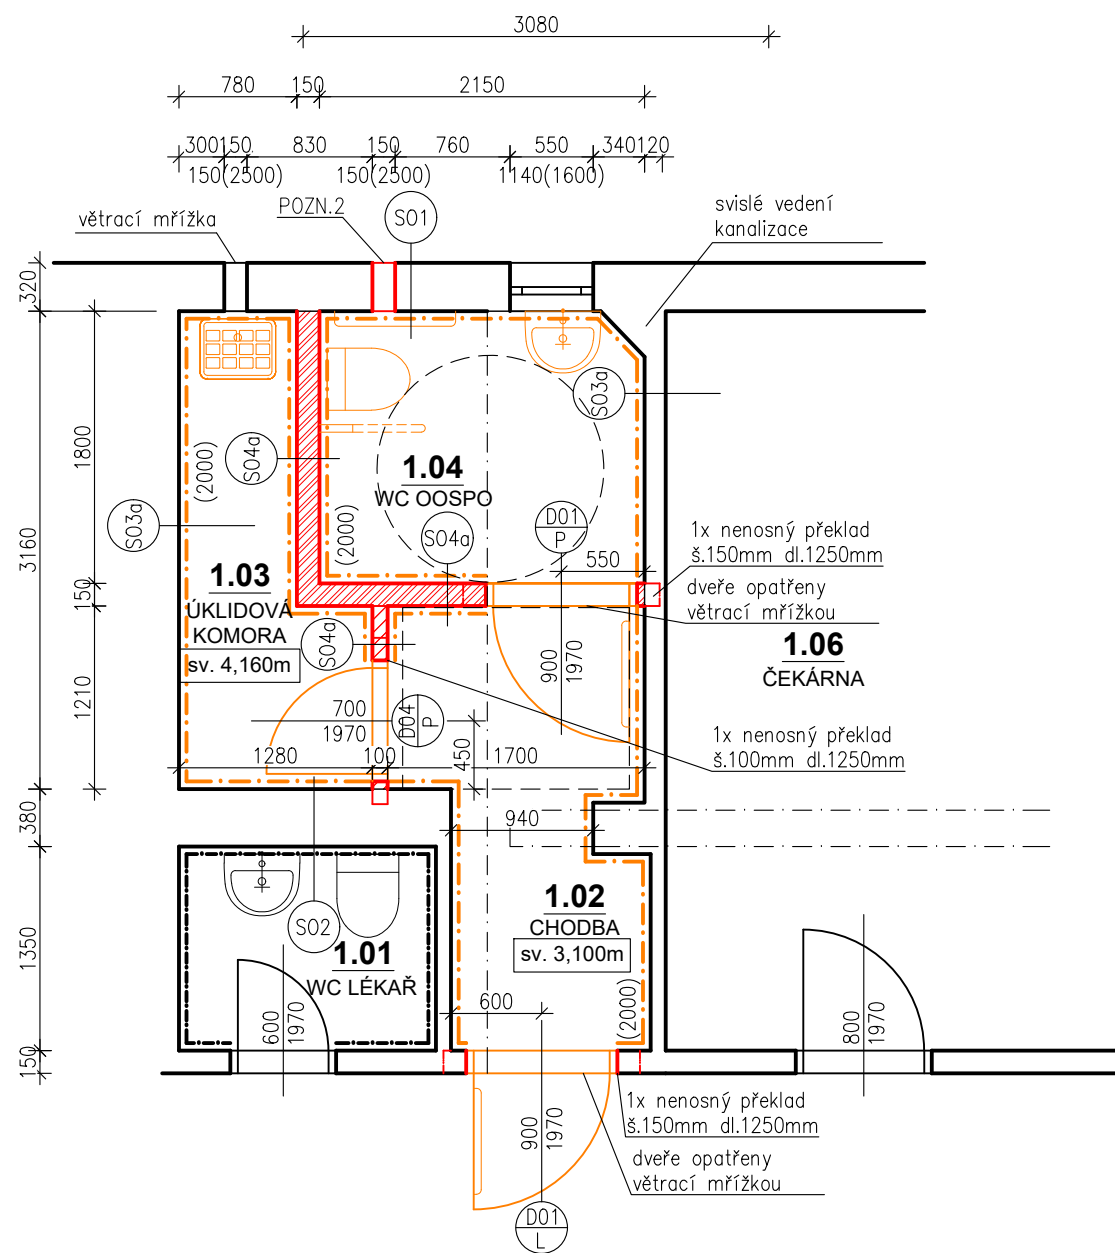 3080
780 150 2150
300 150 830 150 760 550 340 120
150(2500) 150(2500) 1140(1600)
větrací mřížka
POZN.2
S01
svislé vedení
kanalizace
320
3160
380
1350
150
1800
150
1210
S03a
S04a
(2000)
S03a
1.04
WC OOSPO
(2000)
S04a
D01
P
550
1x nenosný překlad
š.150mm dl.1250mm
dveře opatřeny
větrací mřížkou
1.03
ÚKLIDOVÁ
KOMORA
sv. 4,160m
S04a
900
1970
1.06
ČEKÁRNA
700
1970
D04
P
450
1x nenosný překlad
š.100mm dl.1250mm
1280 100 1700
940
S02
1.01
WC LÉKAŘ
600
1970
1.02
CHODBA
sv. 3,100m
600
(2000)
800
1970
1x nenosný překlad
š.150mm dl.1250mm
dveře opatřeny
větrací mřížkou
900
1970
D01
L